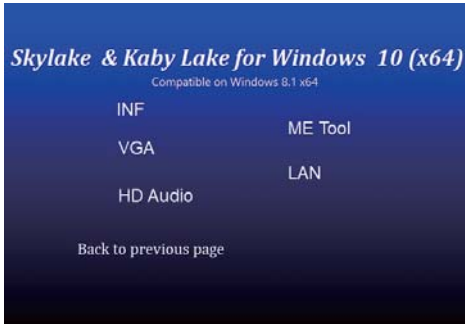 Skylake & Kaby Lake for Windows 10 (x64)
Compatible on Windows 8.1 x64
INF
ME Tool
VGA
LAN
HD Audio
Back to previous page